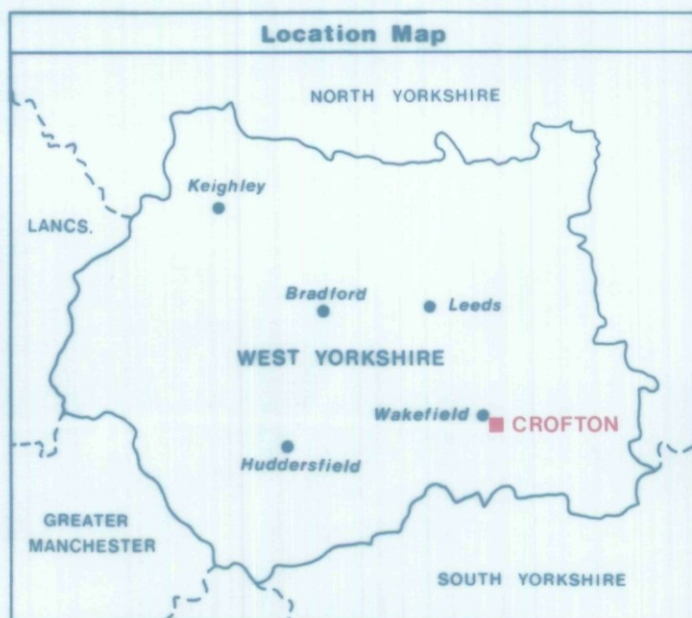 Location Map
NORTH YORKSHIRE
Keighley
LANCS.
Bradford
Leeds
WEST YORKSHIRE
Wakefield
CROFTON
Huddersfield
GREATER
MANCHESTER
SOUTH YORKSHIRE